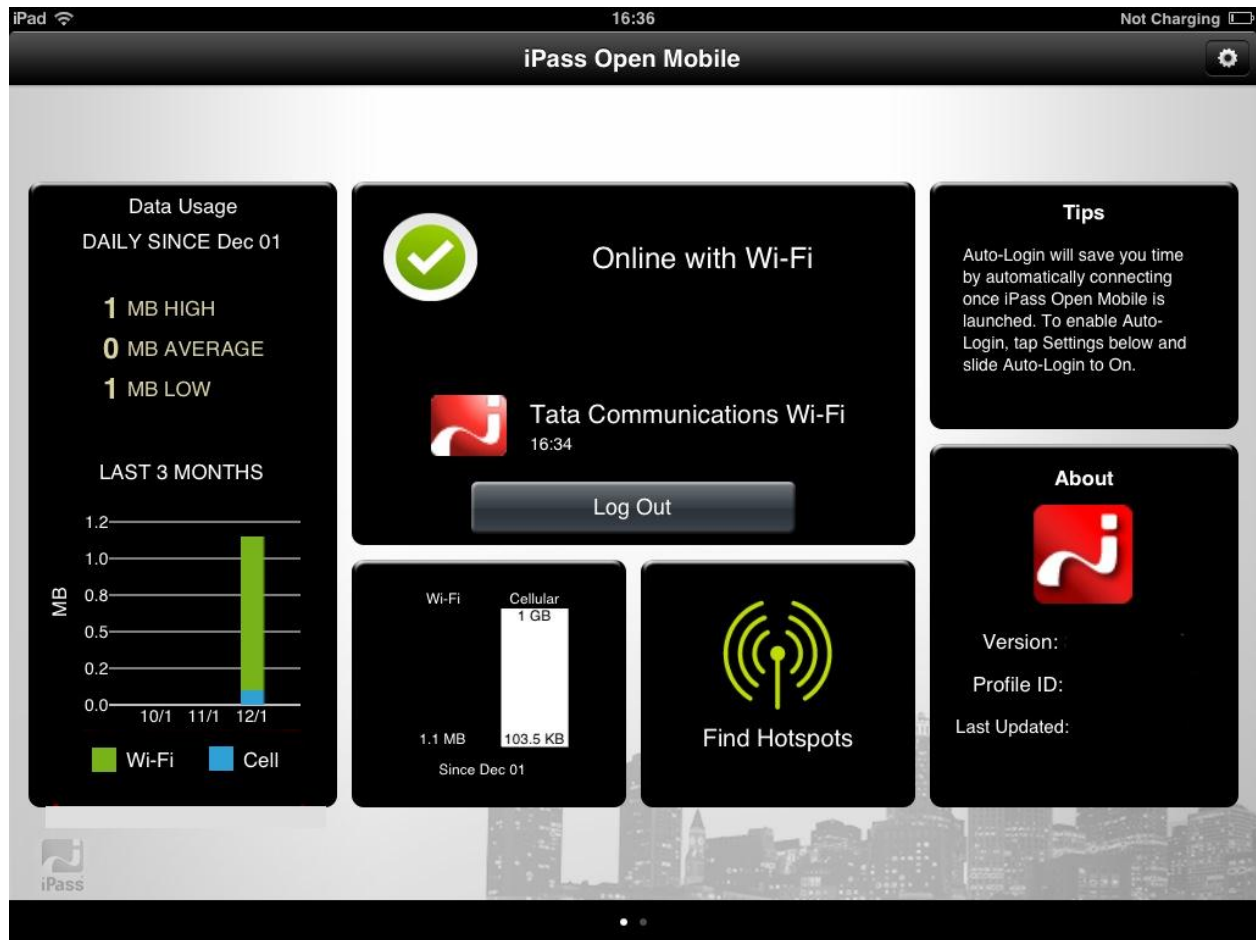 iPad
16:36
Not Charging
iPass Open Mobile
Data Usage
DAILY SINCE Dec 01
1 MB HIGH
0 MB AVERAGE
1 MB LOW
LAST 3 MONTHS
1.2
1.0
0.8
0.5
0.2
0.0
MB
10/1 11/1 12/1
Wi-Fi Cell
Online with Wi-Fi
Tata Communications Wi-Fi
16:34
Log Out
Wi-Fi Cellular
1 GB
1.1 MB 103.5 KB
Since Dec 01
Find Hotspots
Tips
Auto-Login will save you time
by automatically connecting
once iPass Open Mobile is
launched. To enable Auto-
Login, tap Settings below and
slide Auto-Login to On.
About
Version:
Profile ID:
Last Updated:
iPass